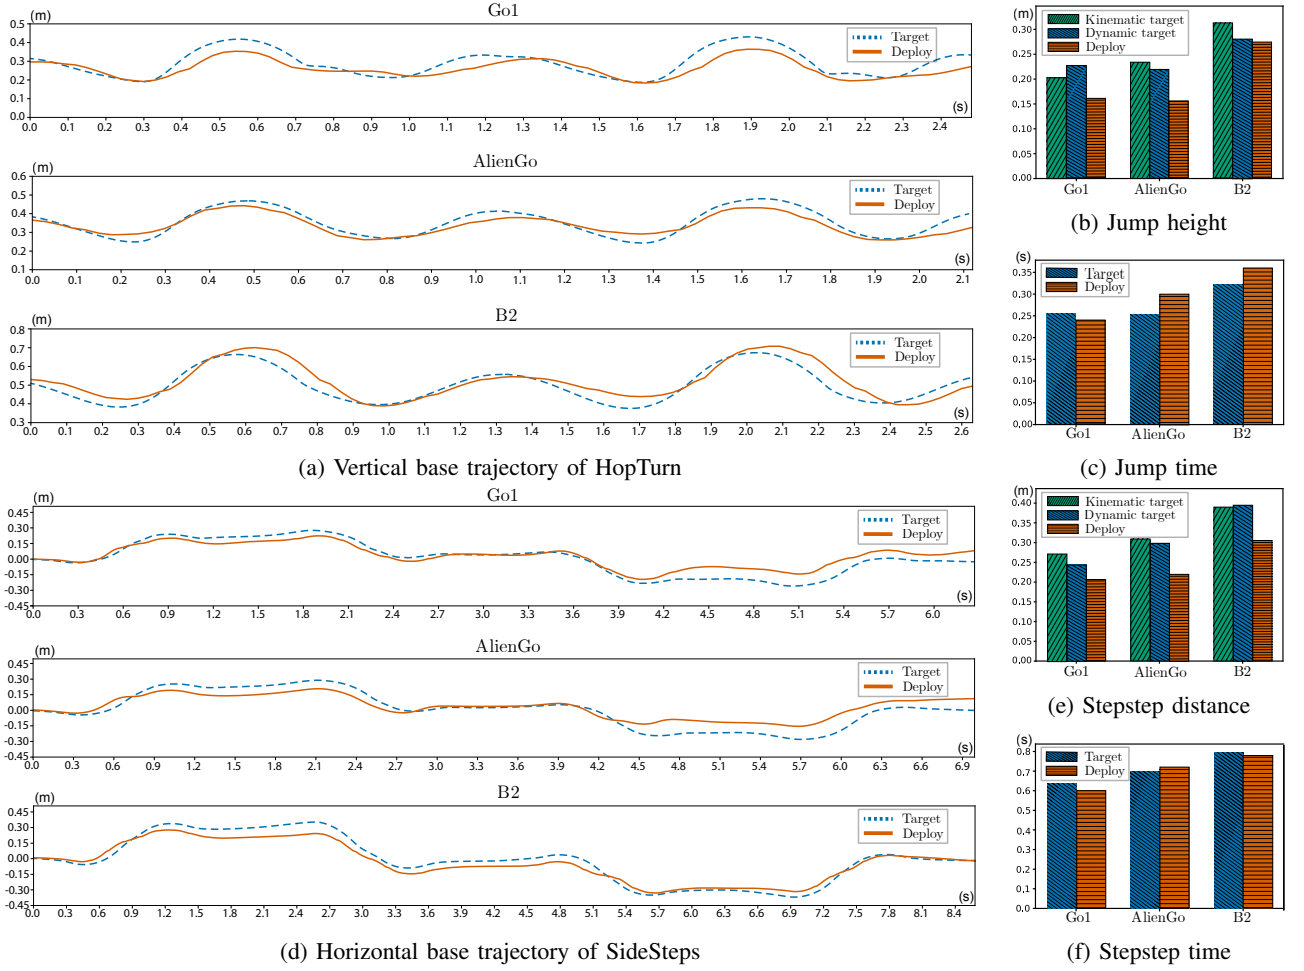 Go1
(m)
0.5
0.4
0.3
0.2
0.1
0.0
Target
Deploy
(s)
0.0 0.1 0.2 0.3 0.4 0.5 0.6 0.7 0.8 0.9 1.0 1.1 1.2 1.3 1.4 1.5 1.6 1.7 1.8 1.9 2.0 2.1 2.2 2.3 2.4
AlienGo
(m)
0.6
0.5
0.4
0.3
0.2
0.1
Target
Deploy
(s)
0.0 0.1 0.2 0.3 0.4 0.5 0.6 0.7 0.8 0.9 1.0 1.1 1.2 1.3 1.4 1.5 1.6 1.7 1.8 1.9 2.0 2.1
B2
(m)
0.8
0.7
0.6
0.5
0.4
0.3
Target
Deploy
(s)
0.0 0.1 0.2 0.3 0.4 0.5 0.6 0.7 0.8 0.9 1.0 1.1 1.2 1.3 1.4 1.5 1.6 1.7 1.8 1.9 2.0 2.1 2.2 2.3 2.4 2.5 2.6
(a) Vertical base trajectory of HopTurn
(m)
0.30
0.25
0.20
0.15
0.10
0.05
0.00
Kinematic target
Dynamic target
Deploy
Go1 AlienGo B2
(b) Jump height
(s)
0.35
0.30
0.25
0.20
0.15
0.10
0.05
0.00
Target
Deploy
Go1 AlienGo B2
(c) Jump time
Go1
(m)
0.45
0.30
0.15
0.00
-0.15
-0.30
-0.45
Target
Deploy
(s)
0.0 0.3 0.6 0.9 1.2 1.5 1.8 2.1 2.4 2.7 3.0 3.3 3.6 3.9 4.2 4.5 4.8 5.1 5.4 5.7 6.0
AlienGo
(m)
0.45
0.30
0.15
0.00
-0.15
-0.30
-0.45
Target
Deploy
(s)
0.0 0.3 0.6 0.9 1.2 1.5 1.8 2.1 2.4 2.7 3.0 3.3 3.6 3.9 4.2 4.5 4.8 5.1 5.4 5.7 6.0 6.3 6.6 6.9
B2
(m)
0.45
0.30
0.15
0.00
-0.15
-0.30
-0.45
Target
Deploy
(s)
0.0 0.3 0.6 0.9 1.2 1.5 1.8 2.1 2.4 2.7 3.0 3.3 3.6 3.9 4.2 4.5 4.8 5.1 5.4 5.7 6.0 6.3 6.6 6.9 7.2 7.5 7.8 8.1 8.4
(d) Horizontal base trajectory of SideSteps
(m)
0.40
0.35
0.30
0.25
0.20
0.15
0.10
0.05
0.00
Kinematic target
Dynamic target
Deploy
Go1 AlienGo B2
(e) Stepstep distance
(s)
0.8
0.7
0.6
0.5
0.4
0.3
0.2
0.1
0.0
Target
Deploy
Go1 AlienGo B2
(f) Stepstep time